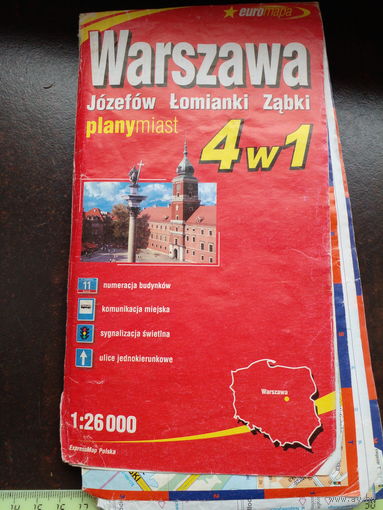 euromapa
Warszawa
Józefów Łomianki Ząbki
planymiast
4w1
11 numeracja budynków
komunikacja miejska
sygnalizacja świetlna
ulice jednokierunkowe
Warszawa
1:26 000
ExpressMap Polska